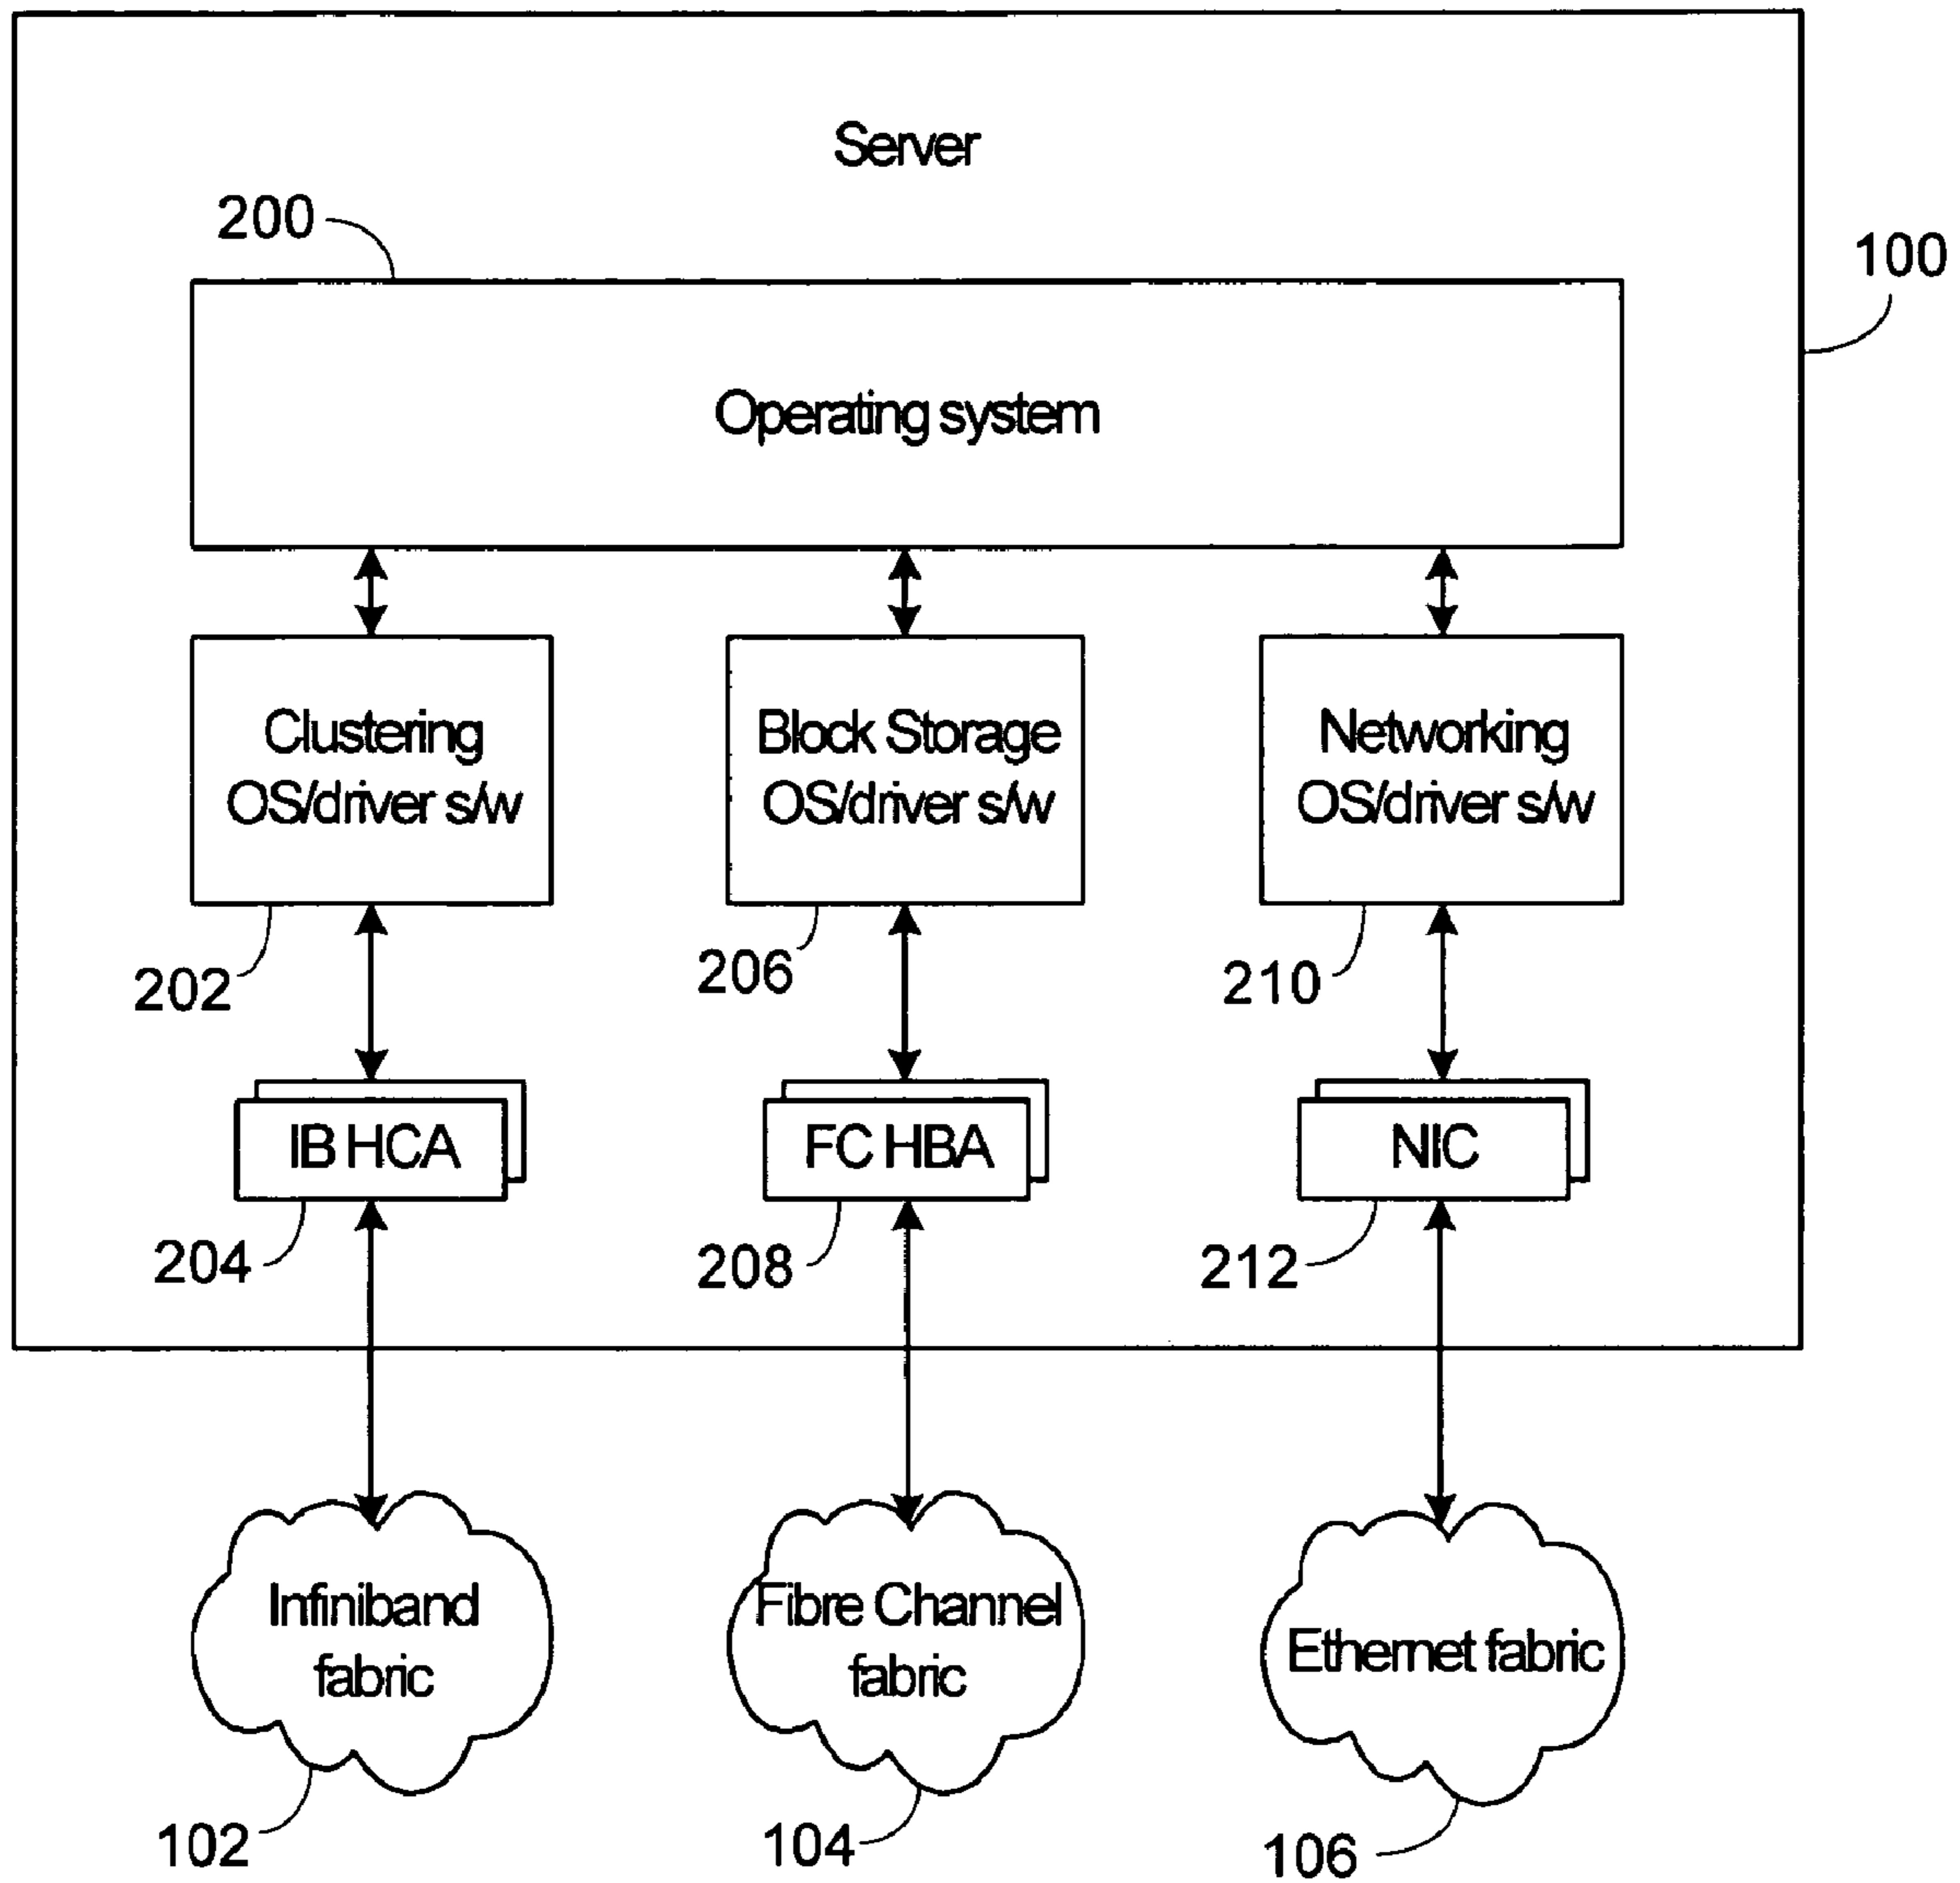 Server
200
100
Operating system
Clustering
OS/driver s/w
Block Storage
OS/driver s/w
Networking
OS/driver s/w
202
206
210
IB HCA
FC HBA
NIC
204
208
212
Infiniband
fabric
Fibre Channel
fabric
Ethernet fabric
102
104
106